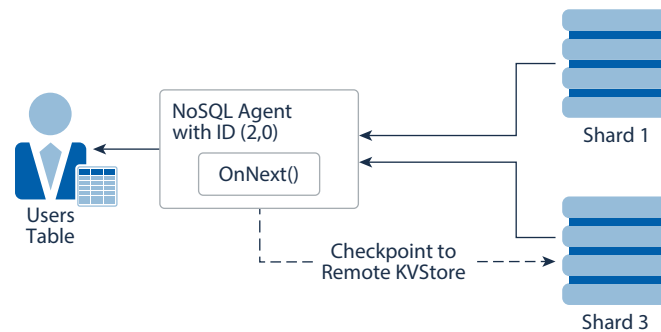 NoSQL Agent
with ID (2,0)
OnNext()
Users
Table
Shard 1
Checkpoint to
Remote KVStore
Shard 3